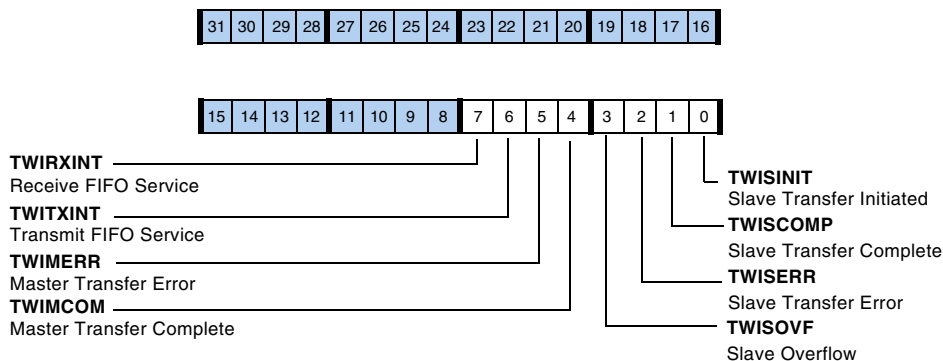 31 30 29 28 27 26 25 24 23 22 21 20 19 18 17 16
15 14 13 12 11 10 9 8 7 6 5 4 3 2 1 0
TWIRXINT
Receive FIFO Service
TWITXINT
Transmit FIFO Service
TWIMERR
Master Transfer Error
TWIMCOM
Master Transfer Complete
TWISINIT
Slave Transfer Initiated
TWISCOMP
Slave Transfer Complete
TWISERR
Slave Transfer Error
TWISOVF
Slave Overflow